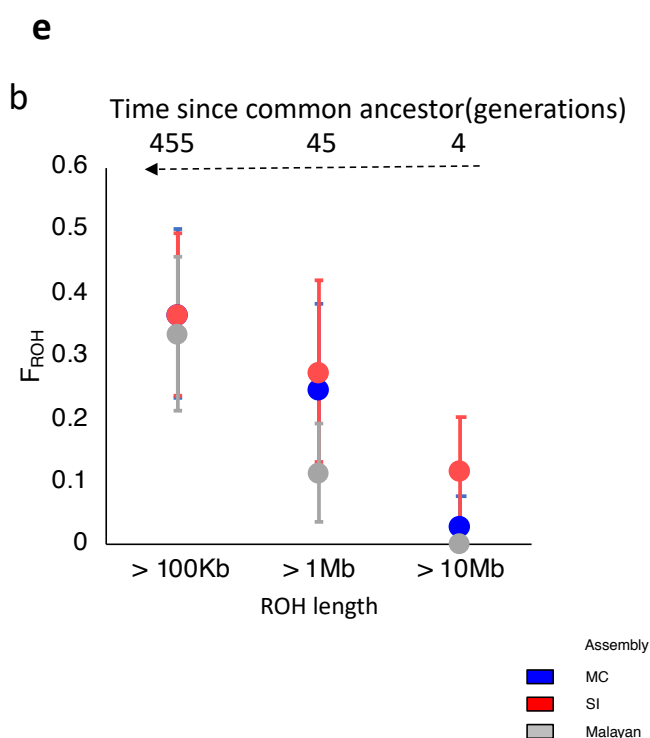 e
b
Time since common ancestor(generations)
455 45 4
0.6
0.5
0.4
0.3
0.2
0.1
0
FROH
> 100Kb > 1Mb > 10Mb
ROH length
Assembly
MC
SI
Malayan